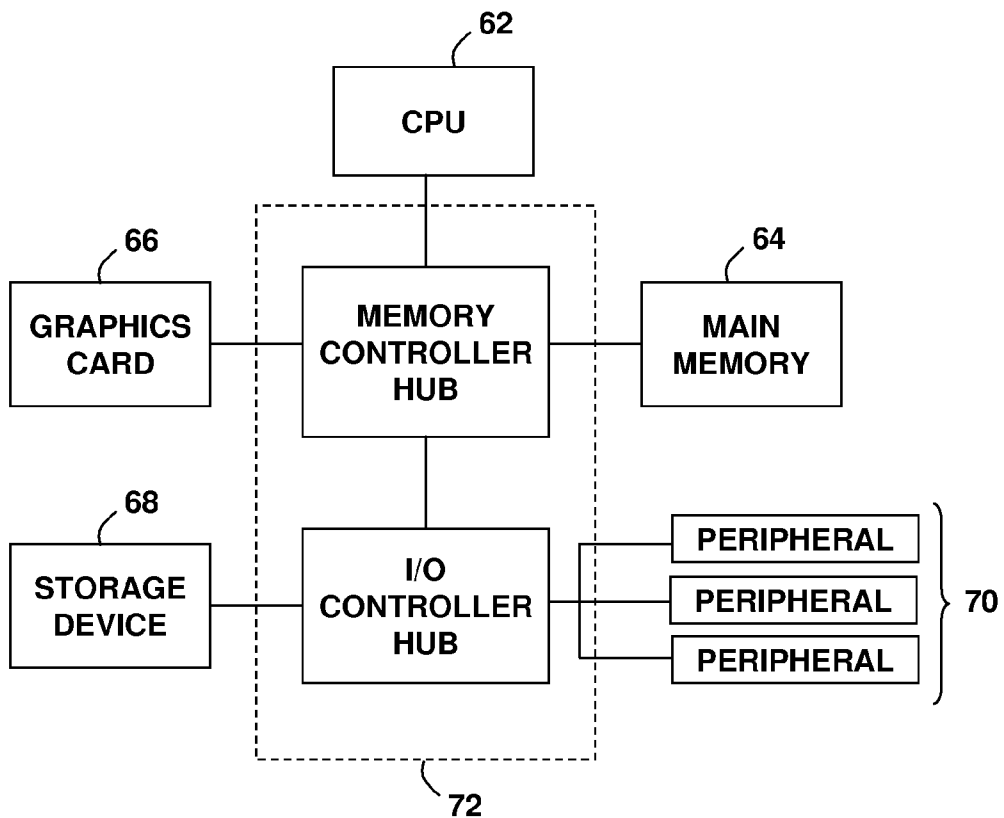 62
CPU
66
GRAPHICS
CARD
MEMORY
CONTROLLER
HUB
64
MAIN
MEMORY
68
STORAGE
DEVICE
I/O
CONTROLLER
HUB
PERIPHERAL
PERIPHERAL
PERIPHERAL
70
72